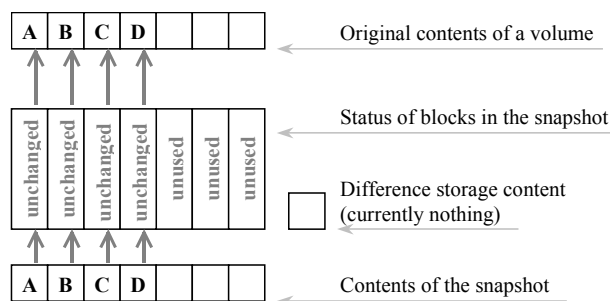 A B C D
Original contents of a volume
unchanged unchanged unchanged unchanged unused unused unused
Status of blocks in the snapshot
Difference storage content
(currently nothing)
A B C D
Contents of the snapshot